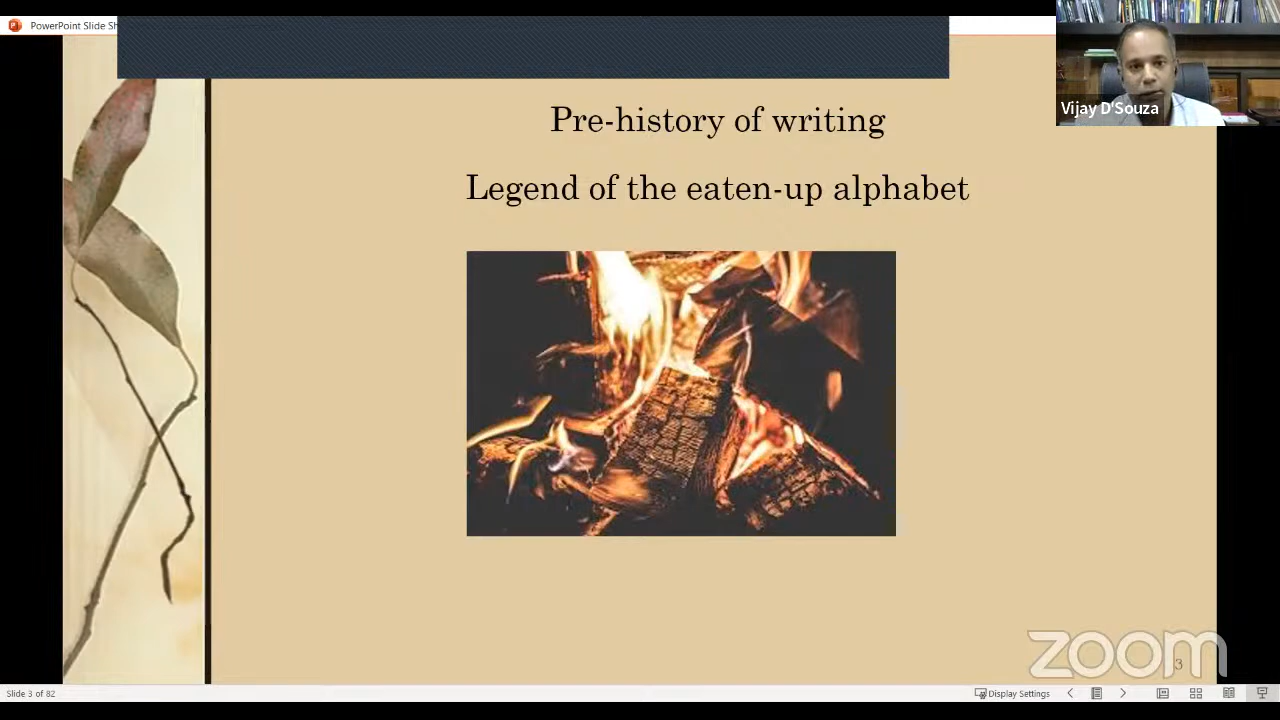 PowerPoint Slide Sh
Vijay D'Souza
Pre-history of writing
Legend of the eaten-up alphabet
zoom
3
Slide 3 of 82
Display Settings